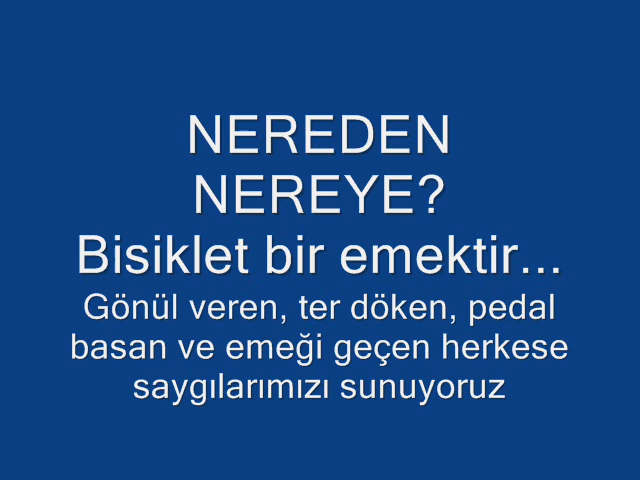 NEREDEN
NEREYE?
Bisiklet bir emektir...
Gönül veren, ter döken, pedal
basan ve emeği geçen herkese
saygılarımızı sunuyoruz